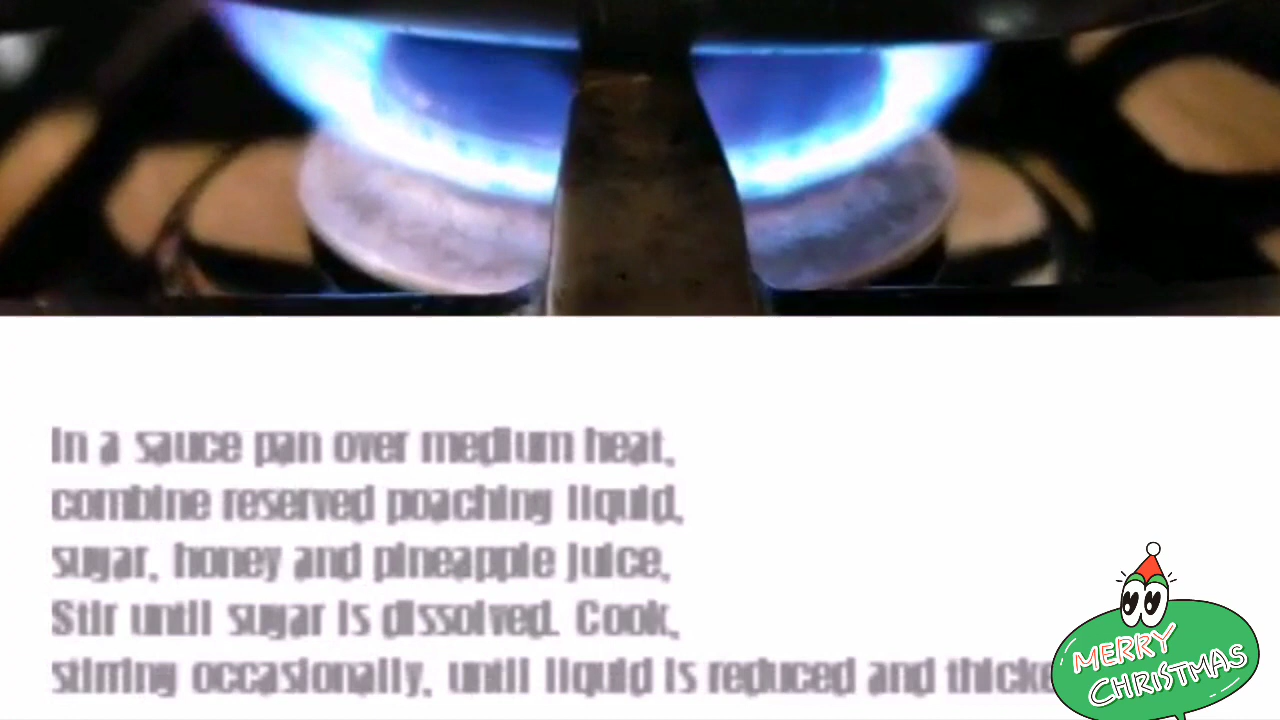 In a sauce pan over medium heat,
combine reserved poaching liquid,
sugar, honey and pineapple juice,
Stir until sugar is dissolved. Cook,
stirring occasionally, until liquid is reduced and
MERRY
CHRISTMAS